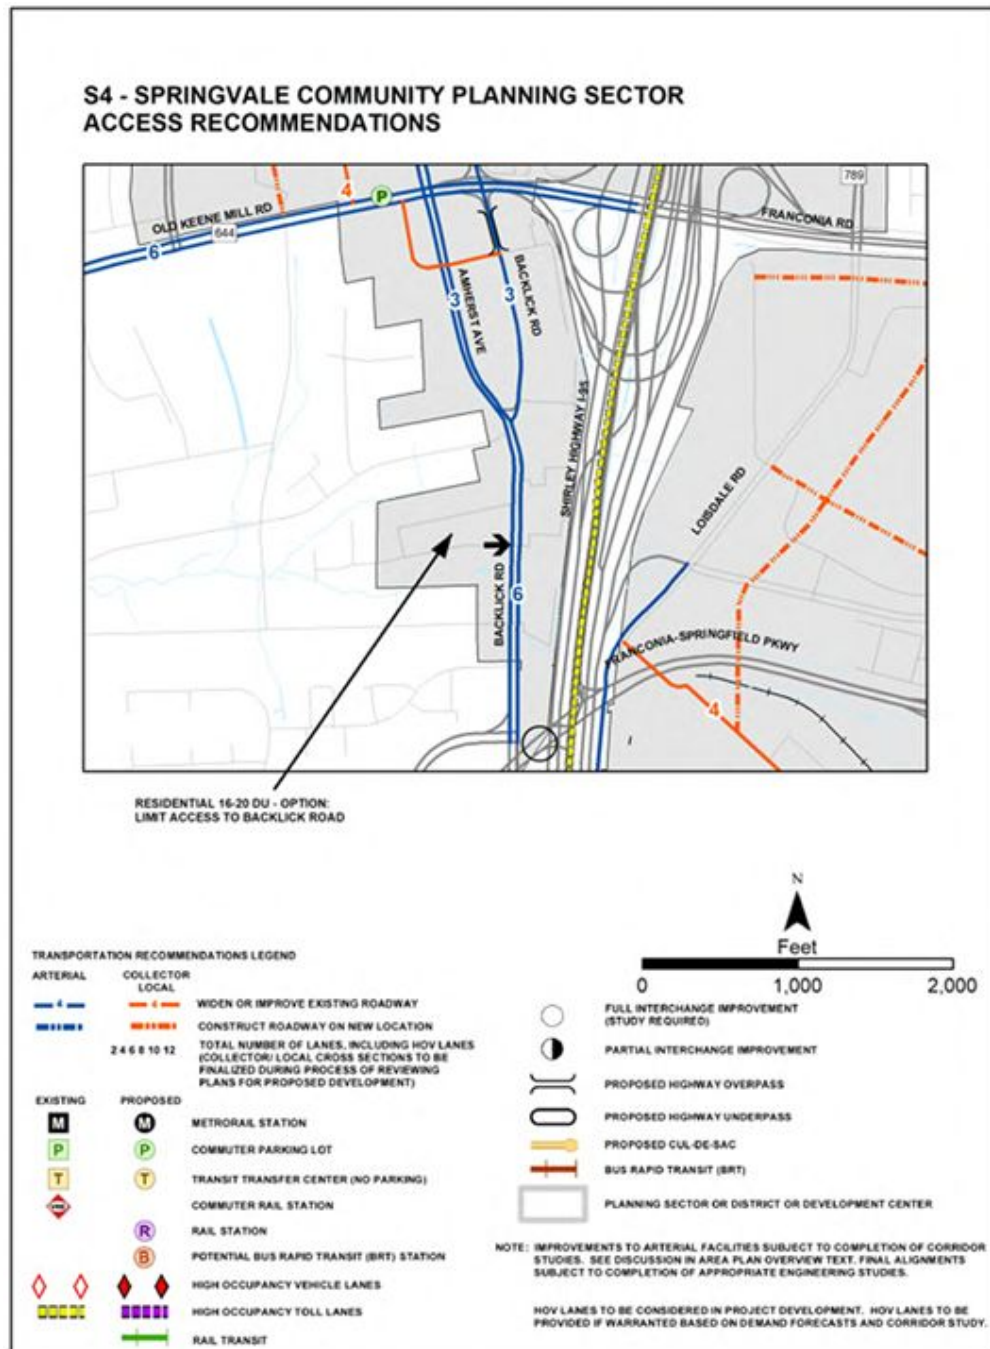 S4 - SPRINGVALE COMMUNITY PLANNING SECTOR
ACCESS RECOMMENDATIONS
789
4
P
OLD KEENE MILL RD
644
FRANCONIA RD
6
BACKLICK RD
AMHERST AVE
3
3
SHIRLEY HIGHWAY I-95
LOISDALE RD
BACKLICK RD
6
FRANCONIA-SPRINGFIELD PKWY
4
RESIDENTIAL 16-20 DU - OPTION:
LIMIT ACCESS TO BACKLICK ROAD
N
Feet
0 1,000 2,000
TRANSPORTATION RECOMMENDATIONS LEGEND
ARTERIAL COLLECTOR
LOCAL
4 4 WIDEN OR IMPROVE EXISTING ROADWAY
CONSTRUCT ROADWAY ON NEW LOCATION
2 4 6 8 10 12 TOTAL NUMBER OF LANES, INCLUDING HOV LANES
(COLLECTOR/ LOCAL CROSS SECTIONS TO BE
FINALIZED DURING PROCESS OF REVIEWING
PLANS FOR PROPOSED DEVELOPMENT)
EXISTING PROPOSED
M M METRORAIL STATION
P P COMMUTER PARKING LOT
T T TRANSIT TRANSFER CENTER (NO PARKING)
VRE COMMUTER RAIL STATION
R RAIL STATION
B POTENTIAL BUS RAPID TRANSIT (BRT) STATION
HIGH OCCUPANCY VEHICLE LANES
HIGH OCCUPANCY TOLL LANES
RAIL TRANSIT
FULL INTERCHANGE IMPROVEMENT
(STUDY REQUIRED)
PARTIAL INTERCHANGE IMPROVEMENT
PROPOSED HIGHWAY OVERPASS
PROPOSED HIGHWAY UNDERPASS
PROPOSED CUL-DE-SAC
BUS RAPID TRANSIT (BRT)
PLANNING SECTOR OR DISTRICT OR DEVELOPMENT CENTER
NOTE: IMPROVEMENTS TO ARTERIAL FACILITIES SUBJECT TO COMPLETION OF CORRIDOR
STUDIES. SEE DISCUSSION IN AREA PLAN OVERVIEW TEXT. FINAL ALIGNMENTS
SUBJECT TO COMPLETION OF APPROPRIATE ENGINEERING STUDIES.
HOV LANES TO BE CONSIDERED IN PROJECT DEVELOPMENT. HOV LANES TO BE
PROVIDED IF WARRANTED BASED ON DEMAND FORECASTS AND CORRIDOR STUDY.